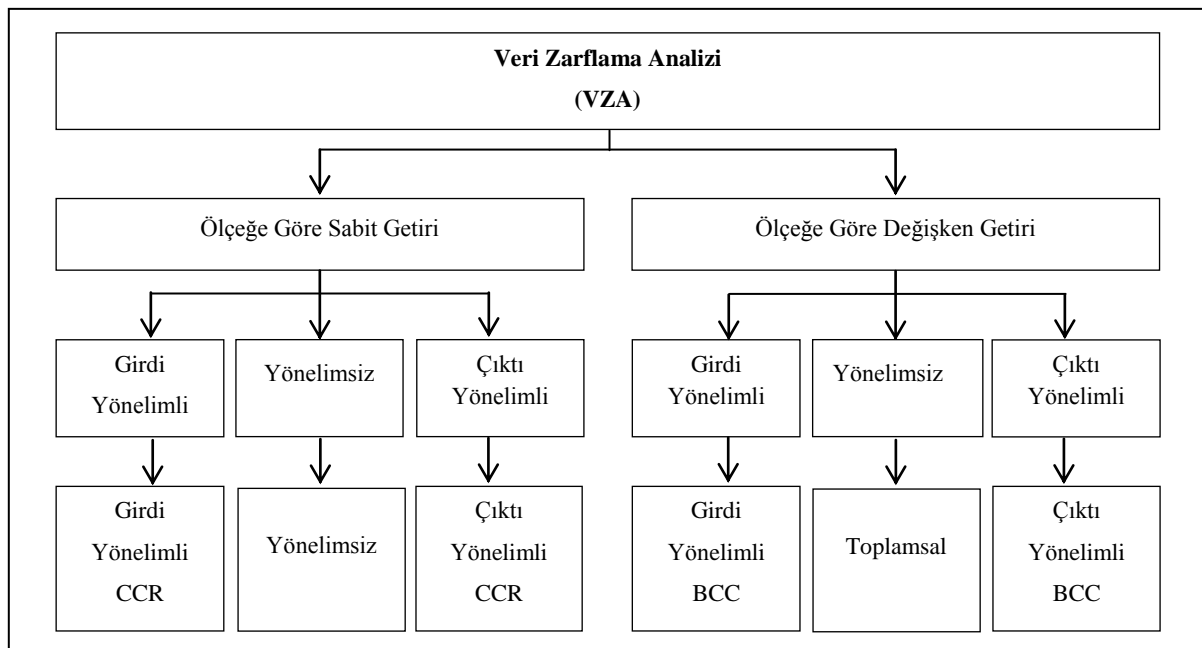 Veri Zarflama Analizi
(VZA)
Ölçeğe Göre Sabit Getiri
Ölçeğe Göre Değişken Getiri
Girdi
Yönelimli
Yönelimsiz
Çıktı
Yönelimli
Girdi
Yönelimli
Yönelimsiz
Çıktı
Yönelimli
Girdi
Yönelimli
CCR
Yönelimsiz
Çıktı
Yönelimli
CCR
Girdi
Yönelimli
BCC
Toplamsal
Çıktı
Yönelimli
BCC